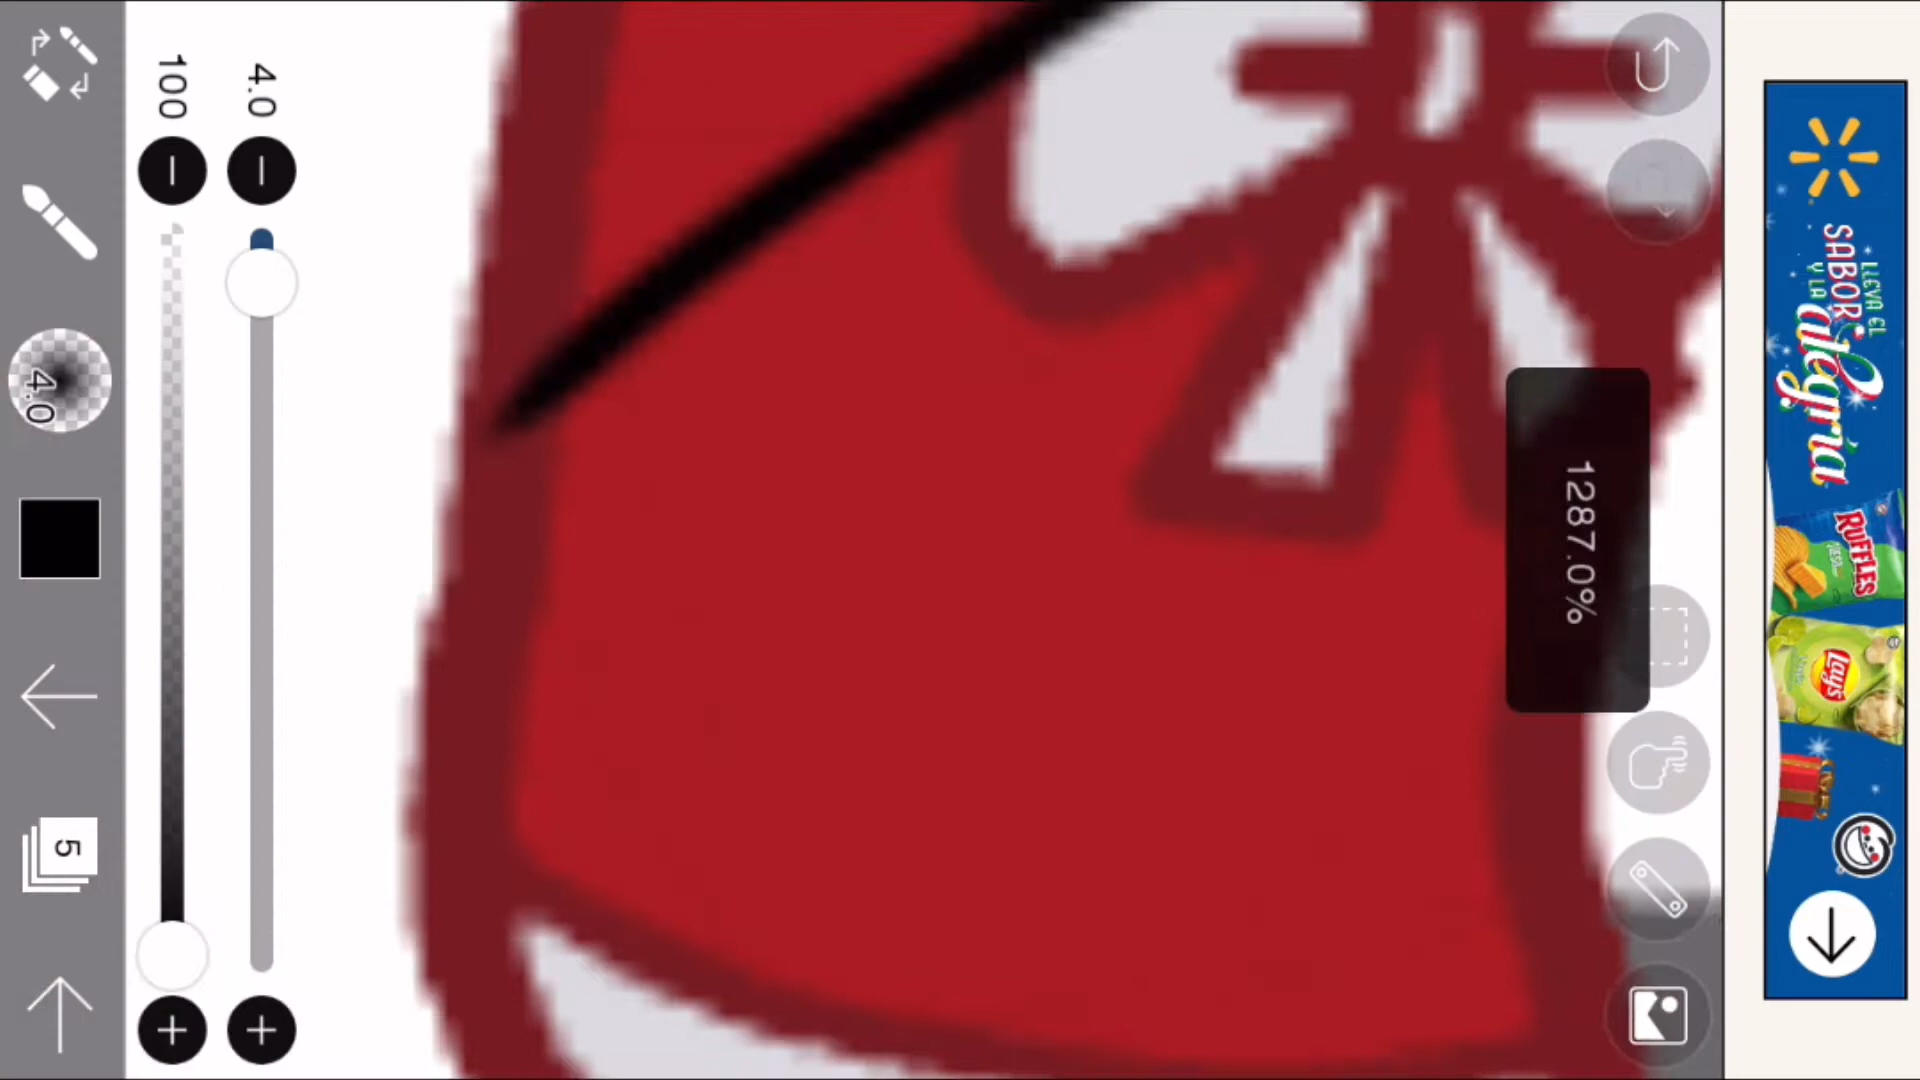 100
4.0
4.0
5
1287.0%
LLEVA EL
SABOR
Y LA
alegría
RUFFLES
Lay's